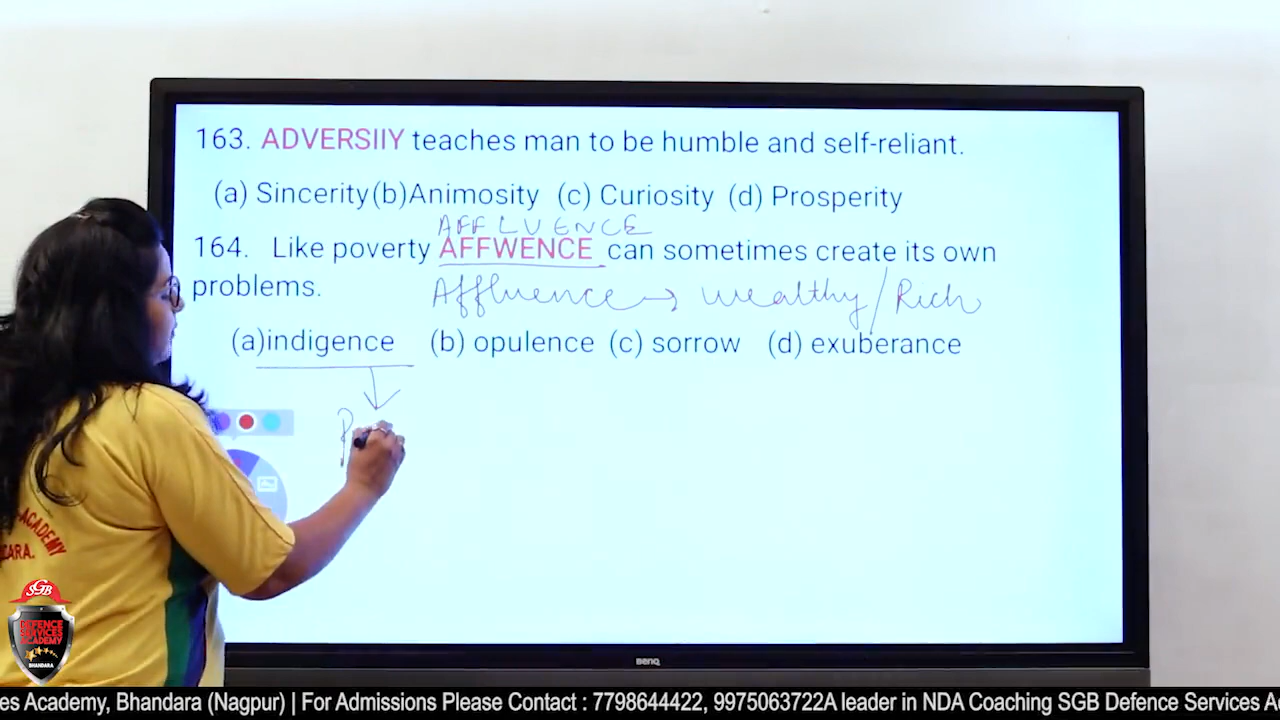 163. ADVERSIIY teaches man to be humble and self-reliant.
(a) Sincerity (b)Animosity (c) Curiosity (d) Prosperity
AFFLUENCE
164. Like poverty AFFWENCE can sometimes create its own
problems.
Affluence → wealthy/Rich
(a)indigence (b) opulence (c) sorrow (d) exuberance
P
ACADEMY
SGB
DEFENCE
SERVICES
ACADEMY
BHANDARA
BenQ
es Academy, Bhandara (Nagpur) | For Admissions Please Contact : 7798644422, 9975063722A leader in NDA Coaching SGB Defence Services Ac